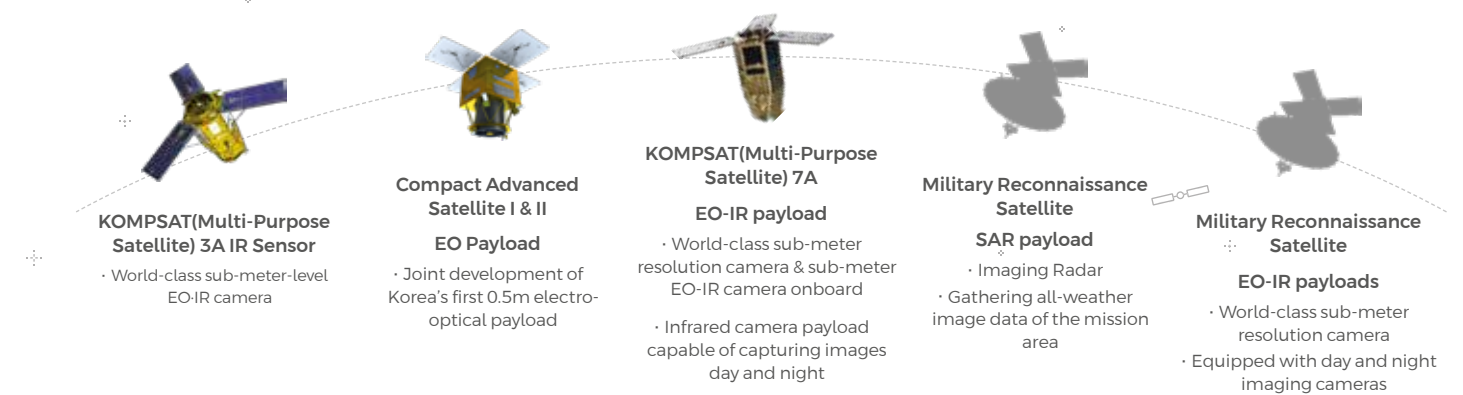 KOMPSAT(Multi-Purpose
Satellite) 3A IR Sensor
· World-class sub-meter-level
EO·IR camera
Compact Advanced
Satellite I & II
EO Payload
· Joint development of
Korea's first 0.5m electro-
optical payload
KOMPSAT(Multi-Purpose
Satellite) 7A
EO-IR payload
· World-class sub-meter
resolution camera & sub-meter
EO-IR camera onboard
· Infrared camera payload
capable of capturing images
day and night
Military Reconnaissance
Satellite
SAR payload
· Imaging Radar
· Gathering all-weather
image data of the mission
area
Military Reconnaissance
Satellite
EO-IR payloads
· World-class sub-meter
resolution camera
· Equipped with day and night
imaging cameras